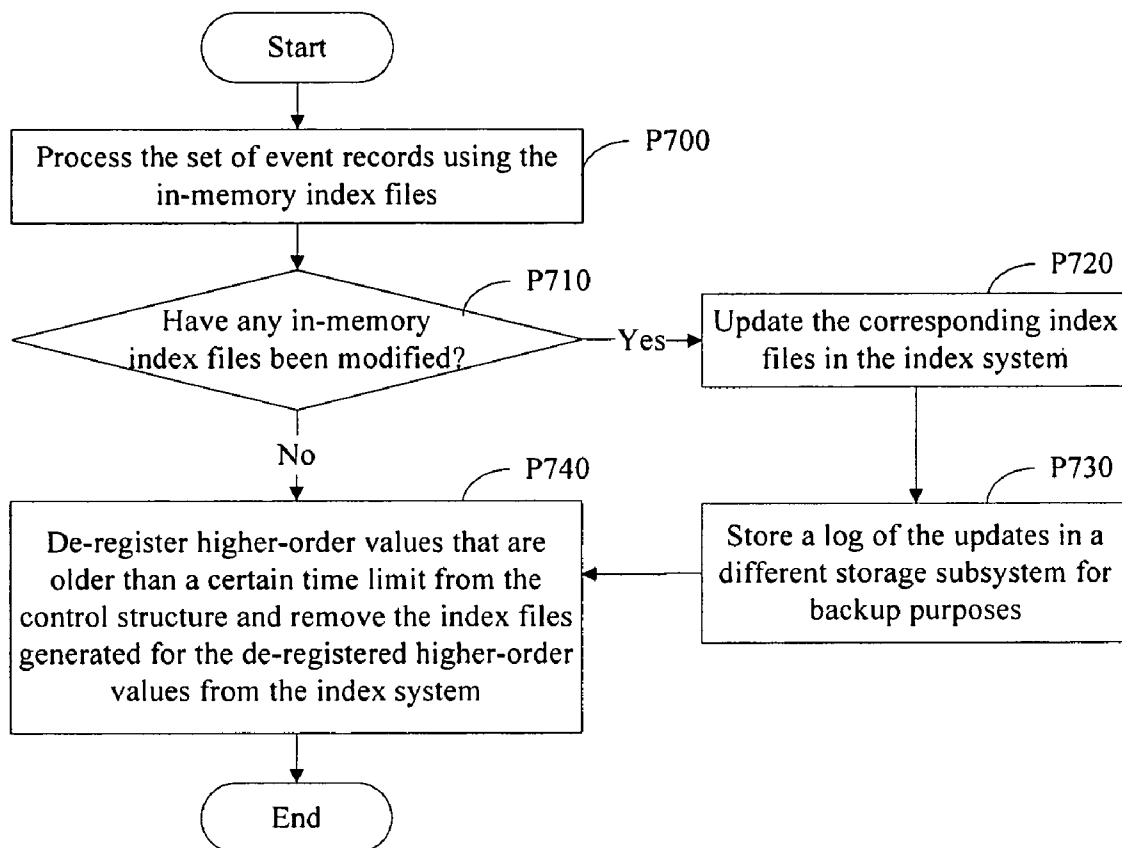 Start
P700
Process the set of event records using the
in-memory index files
P710
Have any in-memory
index files been modified?
Yes
P720
Update the corresponding index
files in the index system
No
P730
Store a log of the updates in a
different storage subsystem for
backup purposes
P740
De-register higher-order values that are
older than a certain time limit from the
control structure and remove the index files
generated for the de-registered higher-order
values from the index system
End